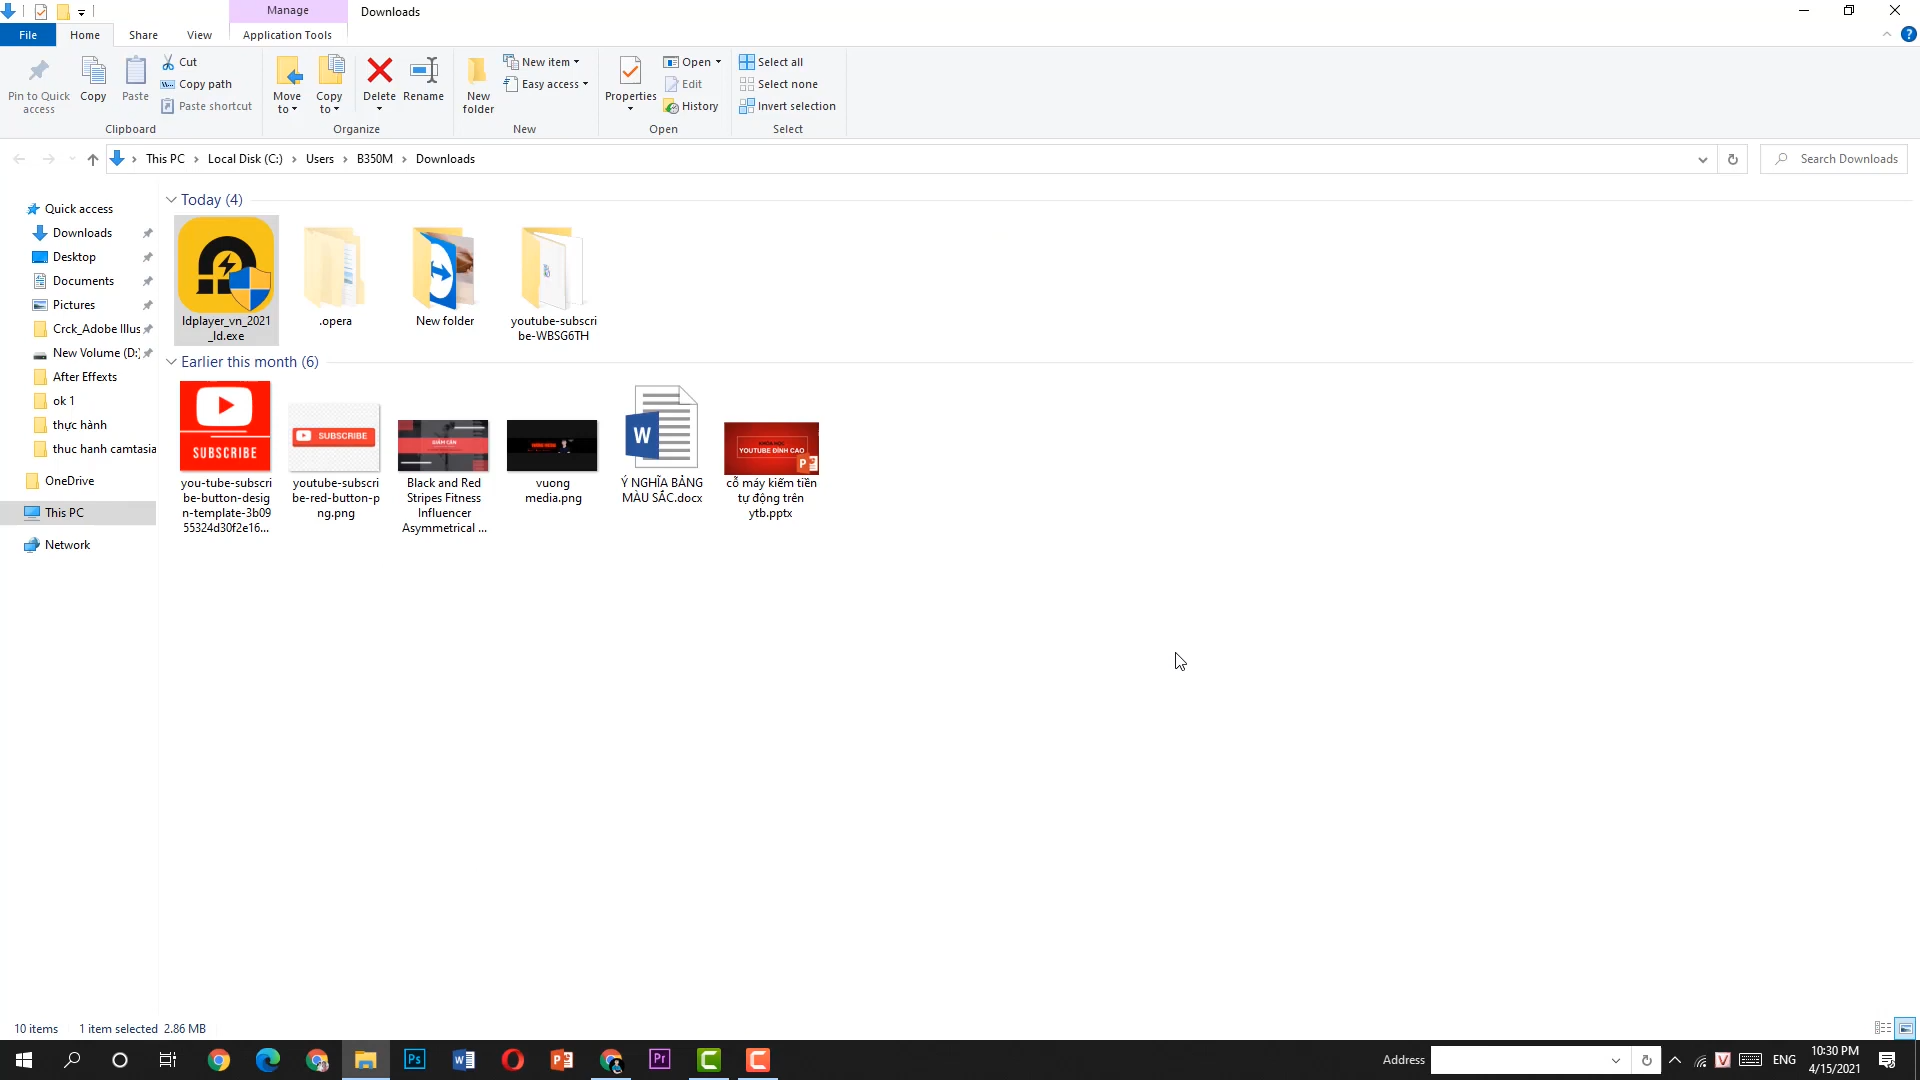 Manage
Downloads
File
Home
Share
View
Application Tools
Pin to Quick
access
Copy
Paste
Cut
Copy path
Paste shortcut
Clipboard
Move
to
Copy
to
Delete
Rename
Organize
New
folder
New item
Easy access
New
Properties
Open
Edit
History
Open
Select all
Select none
Invert selection
Select
This PC
Local Disk (C:)
Users
B350M
Downloads
Search Downloads
Quick access
Downloads
Desktop
Documents
Pictures
Crck_Adobe Illus
New Volume (D:)
After Effexts
ok 1
thực hành
thuc hanh camtasia
OneDrive
This PC
Network
Today (4)
ldplayer_vn_2021
_ld.exe
.opera
New folder
youtube-subscri
be-WBSG6TH
Earlier this month (6)
SUBSCRIBE
you-tube-subscri
be-button-desig
n-template-3b09
55324d30f2e16...
SUBSCRIBE
youtube-subscri
be-red-button-p
ng.png
GIẢM CÂN
Black and Red
Stripes Fitness
Influencer
Asymmetrical ...
vuong
media.png
W
Ý NGHĨA BẢNG
MÀU SẮC.docx
KHÓA HỌC
YOUTUBE ĐỈNH CAO
P
cỗ máy kiếm tiền
tự động trên
ytb.pptx
10 items
1 item selected 2.86 MB
Ps
W
P
Pr
C
C
Address
V
ENG
10:30 PM
4/15/2021